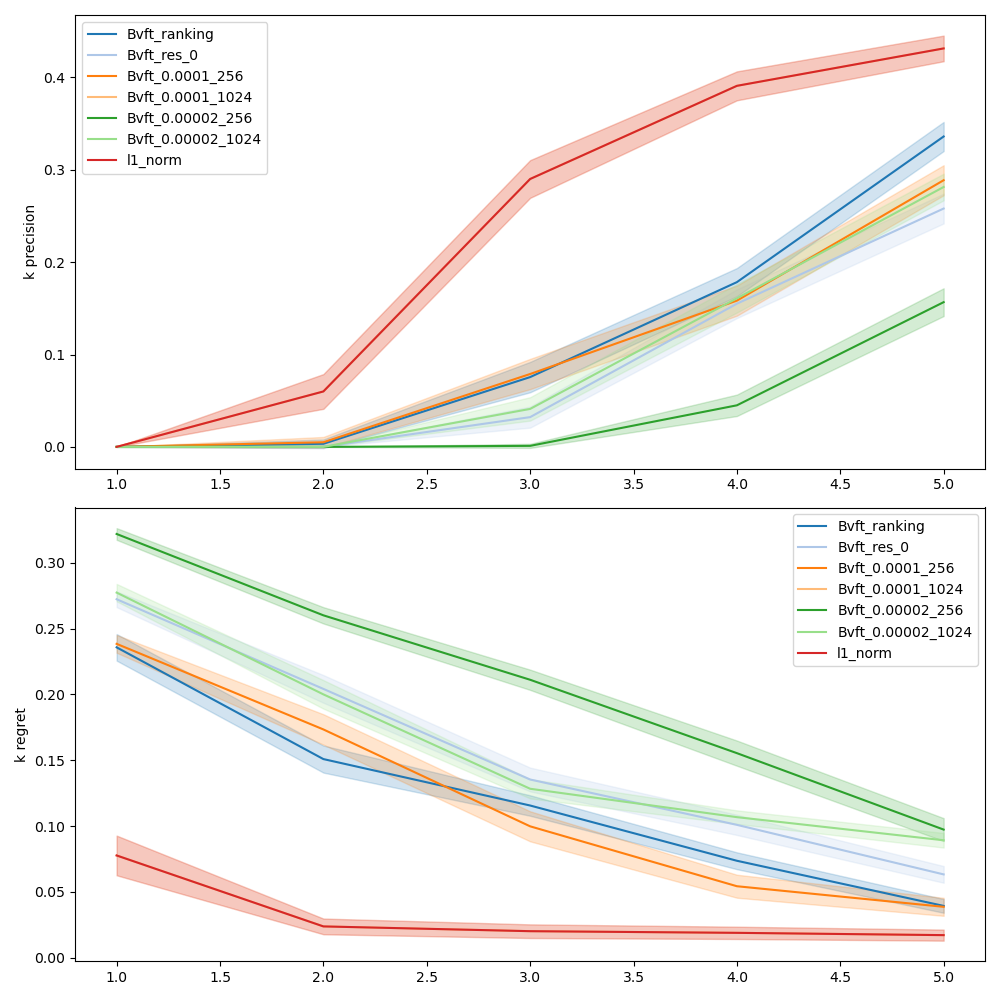 Bvft_ranking
Bvft_res_0
Bvft_0.0001_256
Bvft_0.0001_1024
Bvft_0.00002_256
Bvft_0.00002_1024
l1_norm
k precision
0.4
0.3
0.2
0.1
0.0
1.0 1.5 2.0 2.5 3.0 3.5 4.0 4.5 5.0
Bvft_ranking
Bvft_res_0
Bvft_0.0001_256
Bvft_0.0001_1024
Bvft_0.00002_256
Bvft_0.00002_1024
l1_norm
k regret
0.30
0.25
0.20
0.15
0.10
0.05
0.00
1.0 1.5 2.0 2.5 3.0 3.5 4.0 4.5 5.0